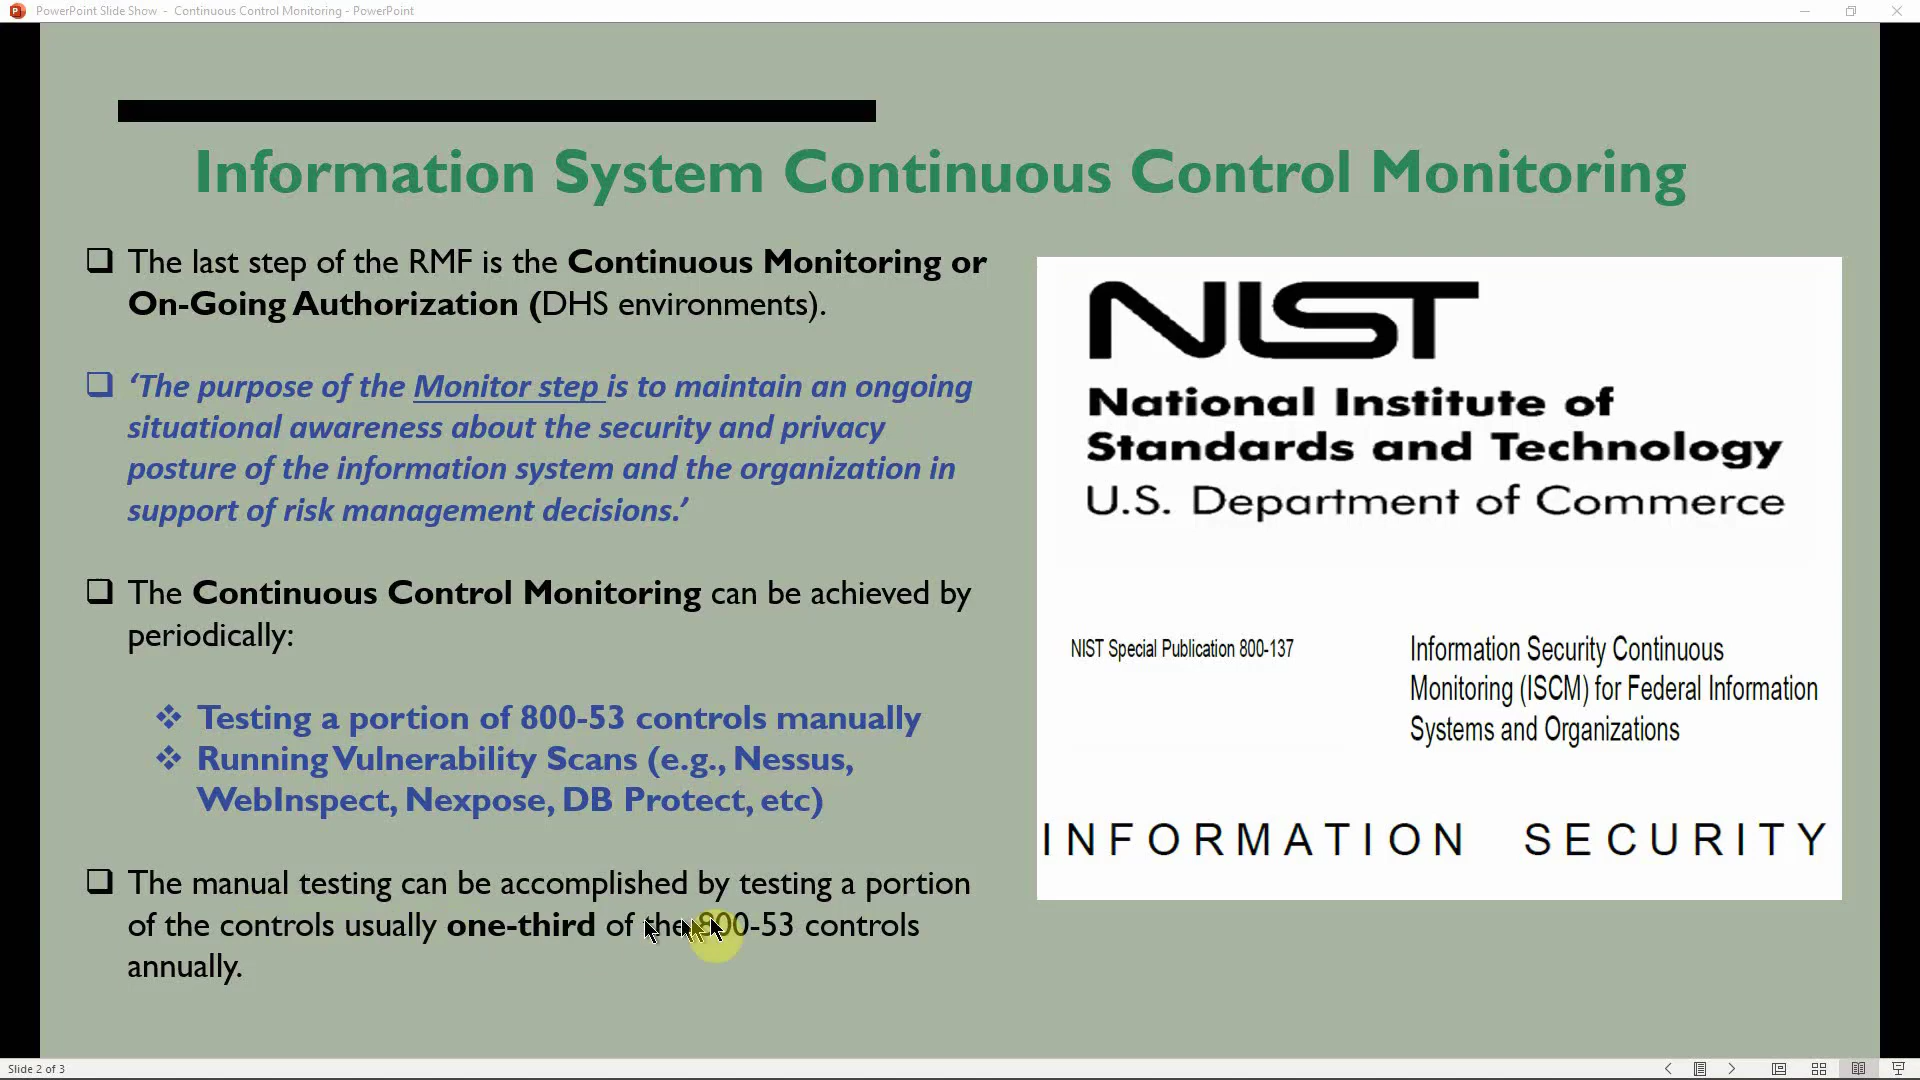 PowerPoint Slide Show - Continuous Control Monitoring - PowerPoint
Information System Continuous Control Monitoring
The last step of the RMF is the Continuous Monitoring or
On-Going Authorization (DHS environments).
‘The purpose of the Monitor step is to maintain an ongoing
situational awareness about the security and privacy
posture of the information system and the organization in
support of risk management decisions.’
The Continuous Control Monitoring can be achieved by
periodically:
Testing a portion of 800-53 controls manually
Running Vulnerability Scans (e.g., Nessus,
WebInspect, Nexpose, DB Protect, etc)
The manual testing can be accomplished by testing a portion
of the controls usually one-third of the 800-53 controls
annually.
NIST
National Institute of
Standards and Technology
U.S. Department of Commerce
NIST Special Publication 800-137
Information Security Continuous
Monitoring (ISCM) for Federal Information
Systems and Organizations
INFORMATION SECURITY
Slide 2 of 3